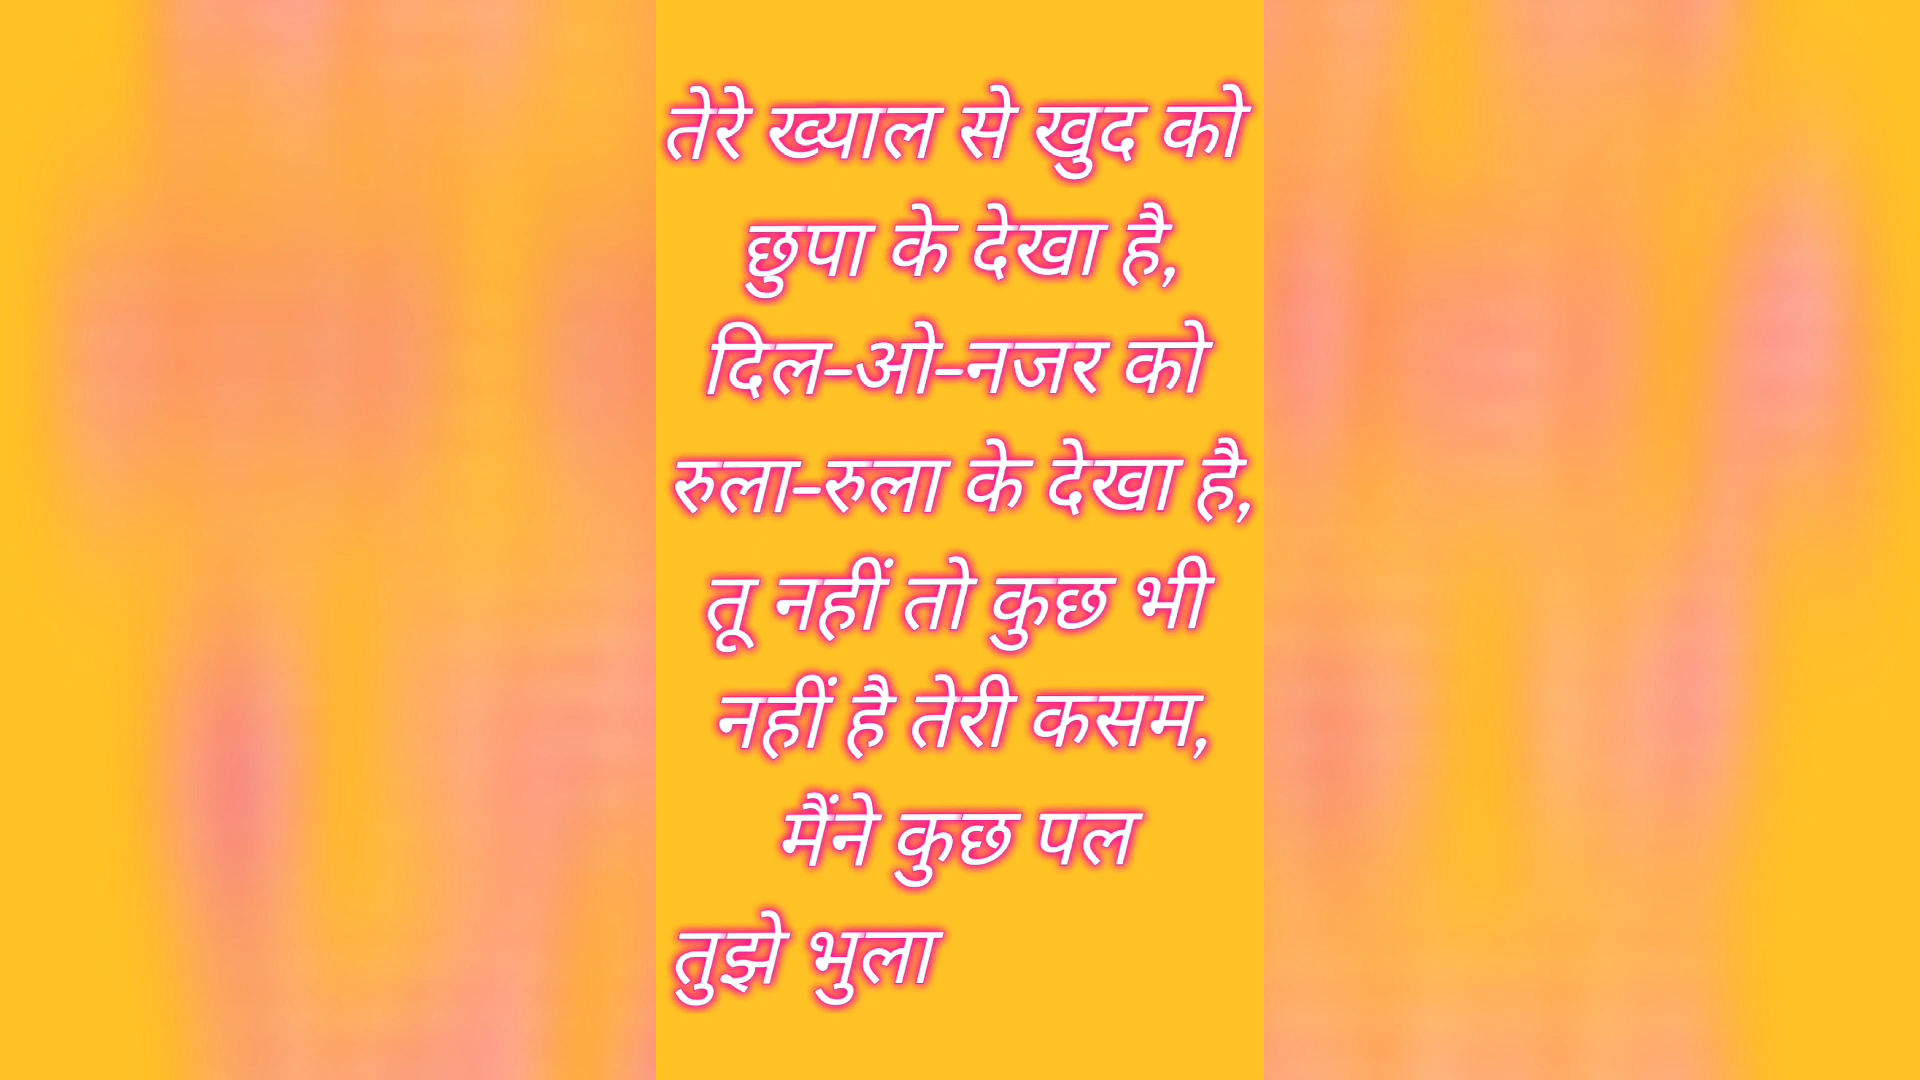 तेरे ख्याल से खुद को
छुपा के देखा है,
दिल-ओ-नजर को
रुला-रुला के देखा है,
तू नहीं तो कुछ भी
नहीं है तेरी कसम,
मैंने कुछ पल
तुझे भुला